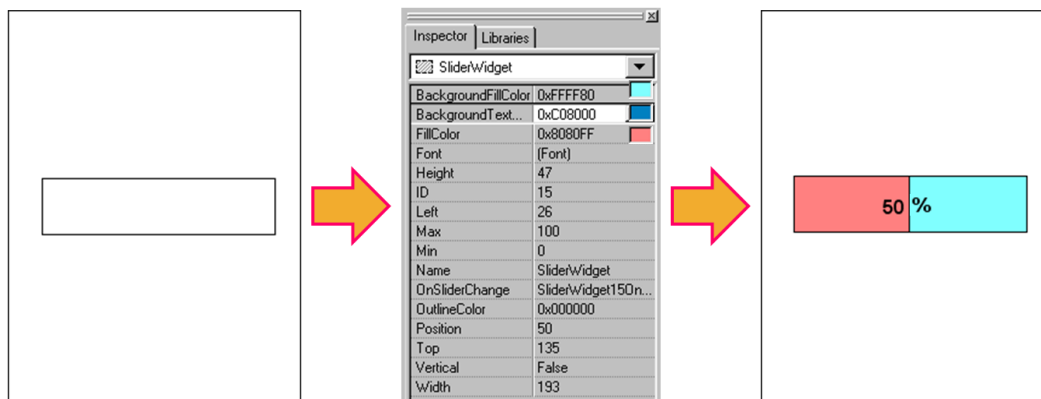 Inspector Libraries
SliderWidget
BackgroundFillColor 0xFFFF80
BackgroundText... 0xC08000
FillColor 0x8080FF
Font (Font)
Height 47
ID 15
Left 26
Max 100
Min 0
Name SliderWidget
OnSliderChange SliderWidget15On...
OutlineColor 0x000000
Position 50
Top 135
Vertical False
Width 193
50 %